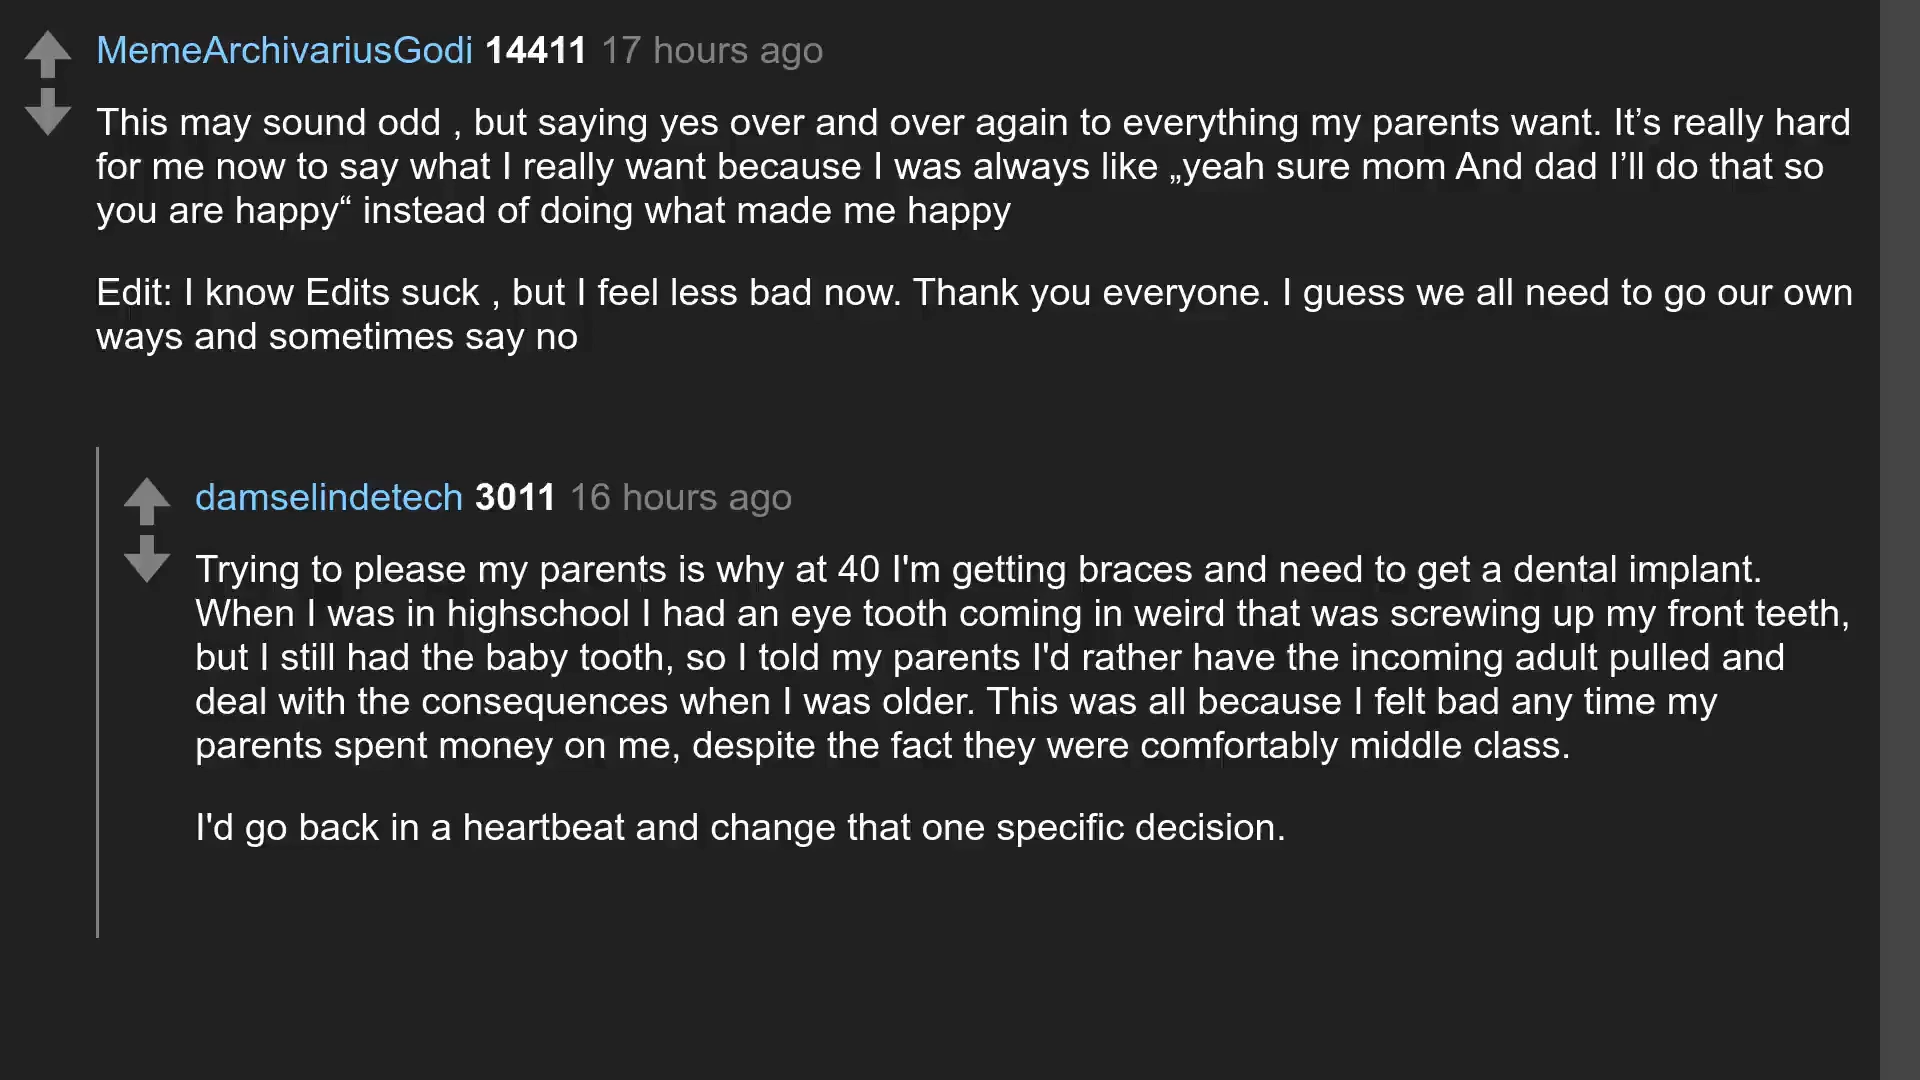 MemeArchivariusGodi 14411 17 hours ago
This may sound odd , but saying yes over and over again to everything my parents want. It’s really hard
for me now to say what I really want because I was always like „yeah sure mom And dad I’ll do that so
you are happy“ instead of doing what made me happy
Edit: I know Edits suck , but I feel less bad now. Thank you everyone. I guess we all need to go our own
ways and sometimes say no
damselindetech 3011 16 hours ago
Trying to please my parents is why at 40 I'm getting braces and need to get a dental implant.
When I was in highschool I had an eye tooth coming in weird that was screwing up my front teeth,
but I still had the baby tooth, so I told my parents I'd rather have the incoming adult pulled and
deal with the consequences when I was older. This was all because I felt bad any time my
parents spent money on me, despite the fact they were comfortably middle class.
I'd go back in a heartbeat and change that one specific decision.